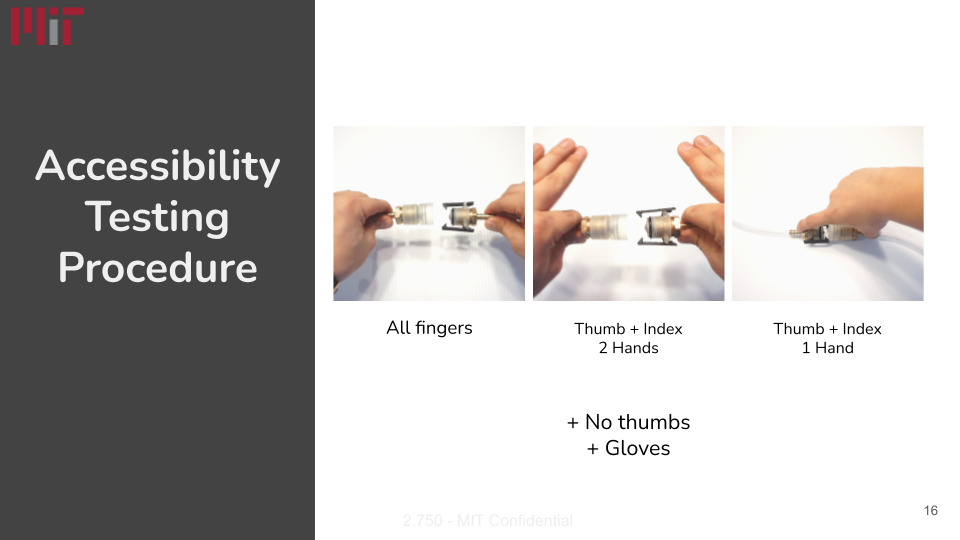 MiT
Accessibility
Testing
Procedure
All fingers
Thumb + Index
2 Hands
Thumb + Index
1 Hand
+ No thumbs
+ Gloves
2.750 - MIT Confidential
16